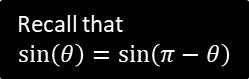 Recall that
sin(θ) = sin(π − θ)